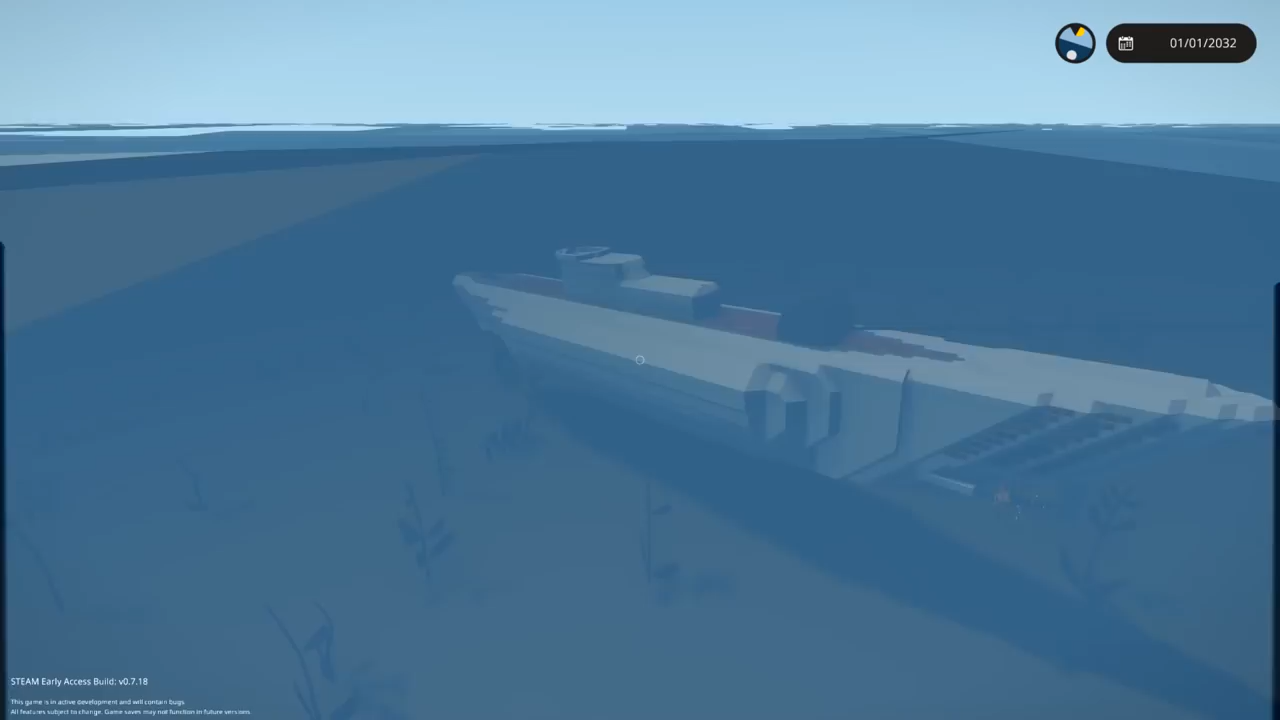 01/01/2032
STEAM Early Access Build: v0.7.18
This game is in active development and will contain bugs.
All features subject to change. Game saves may not function in future versions.